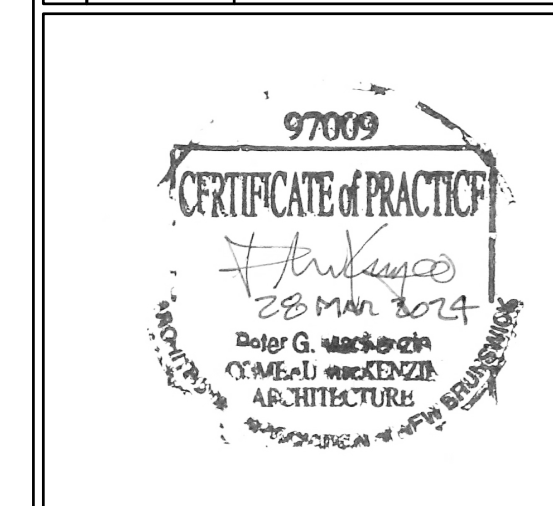 97009
CERTIFICATE of PRACTICE
28 MAR 2024
Peter G. MacKenzie
COMEAU MacKENZIE
ARCHITECTURE
NEW BRUNSWICK